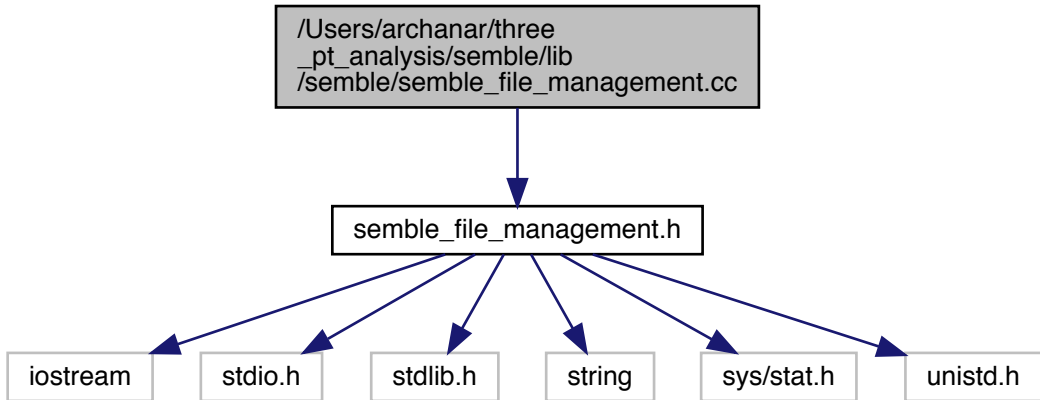 /Users/archanar/three
_pt_analysis/semble/lib
/semble/semble_file_management.cc
semble_file_management.h
iostream
stdio.h
stdlib.h
string
sys/stat.h
unistd.h